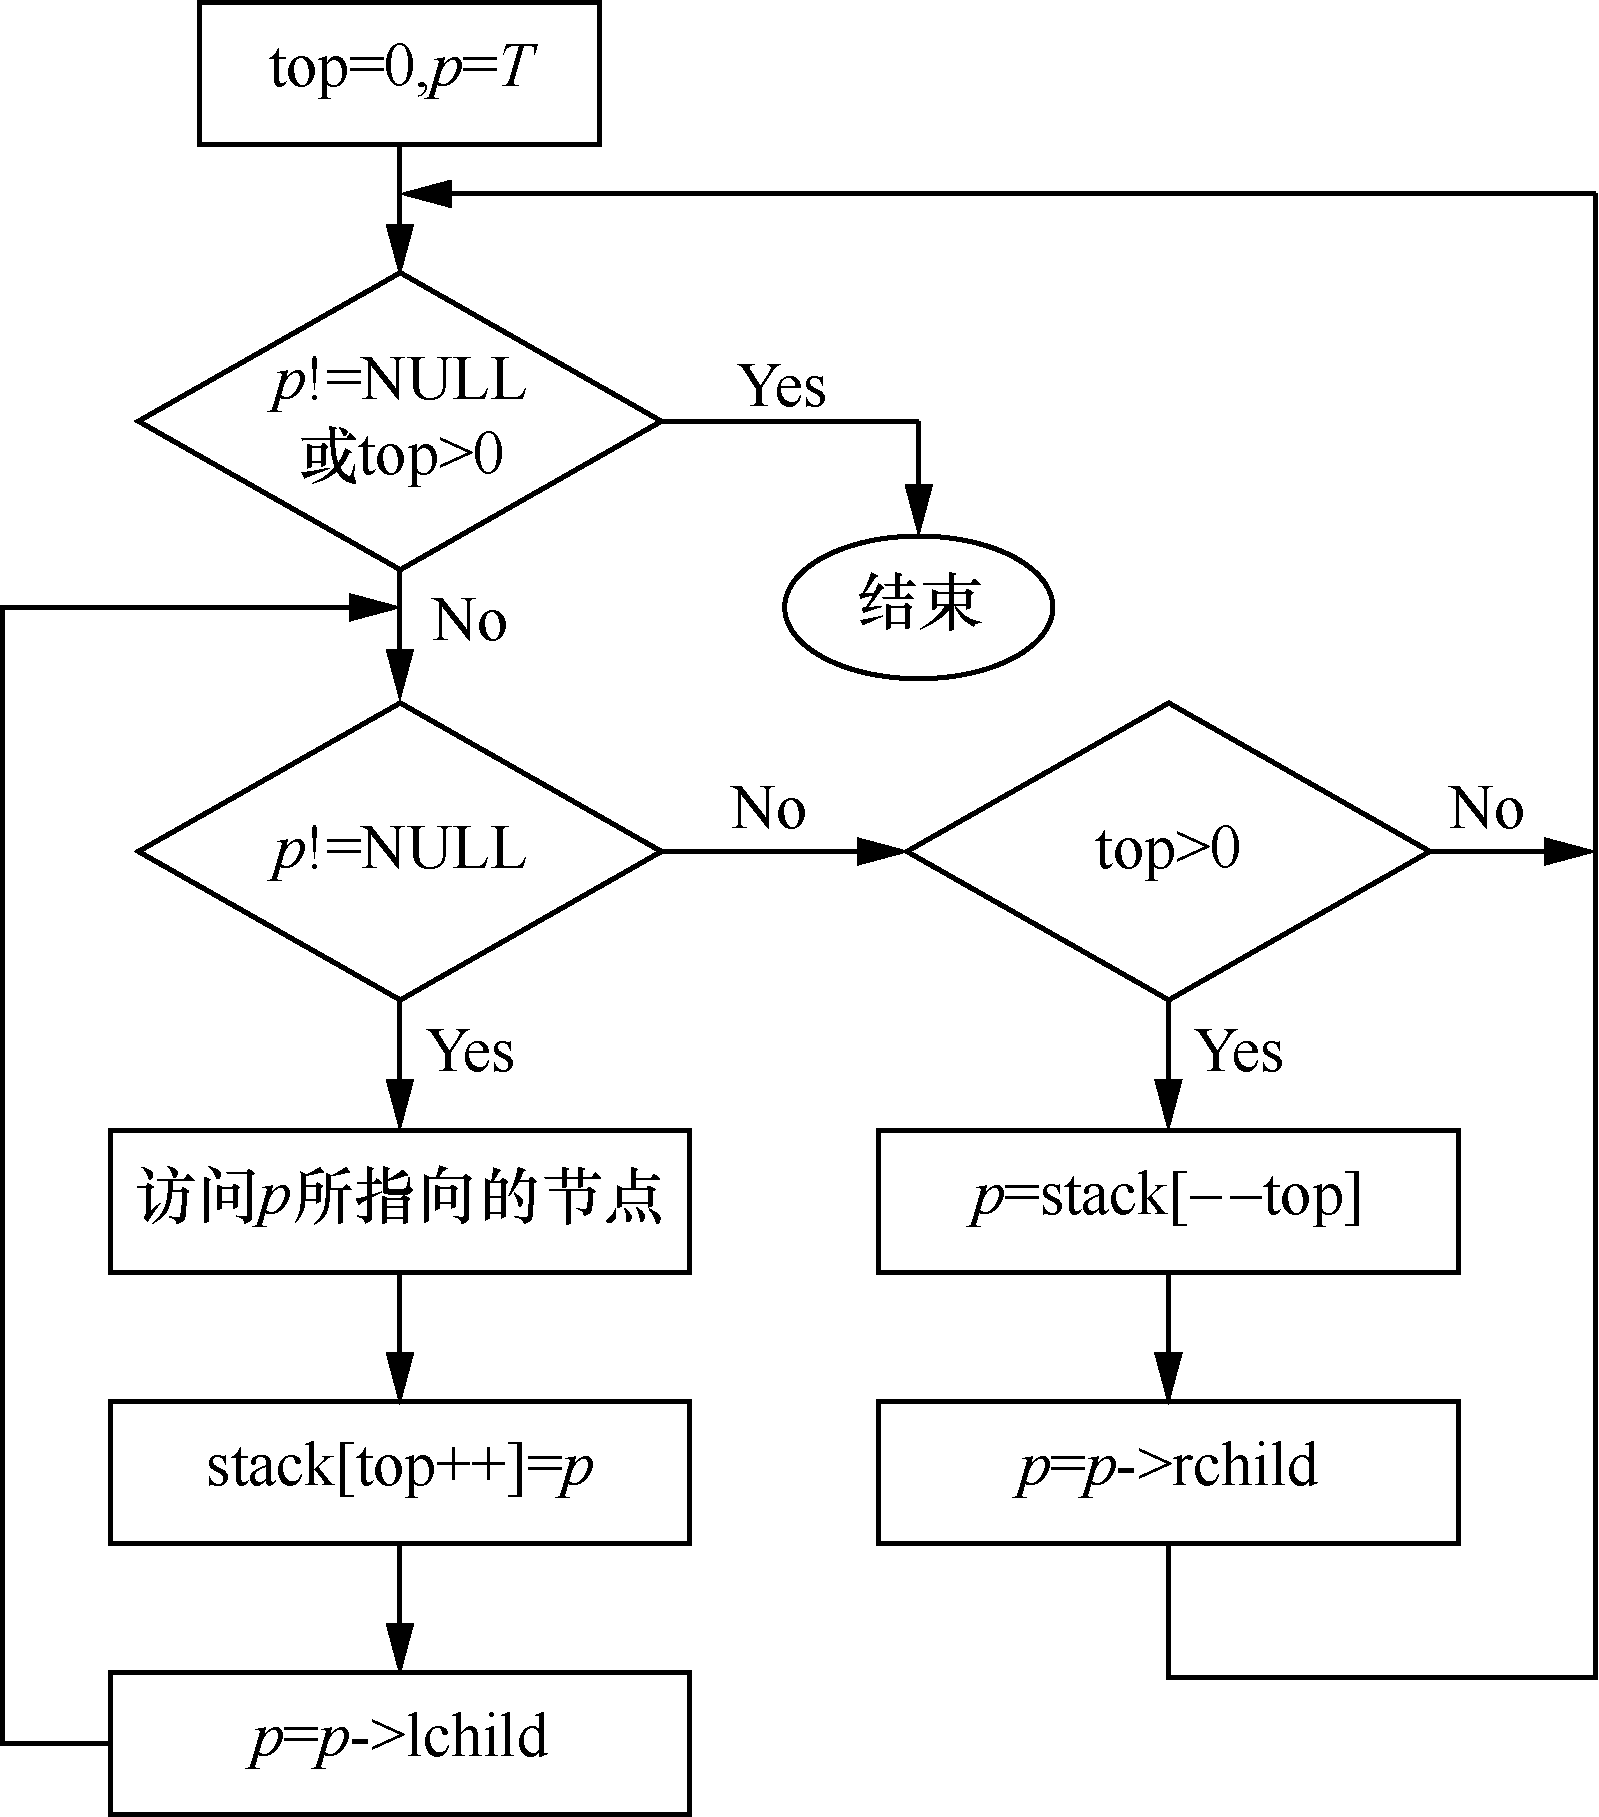 top=0,p=T
p!=NULL
或top>0
Yes
结束
No
p!=NULL
No
top>0
No
Yes
Yes
访问p所指向的节点
p=stack[－－top]
stack[top++]=p
p=p->rchild
p=p->lchild